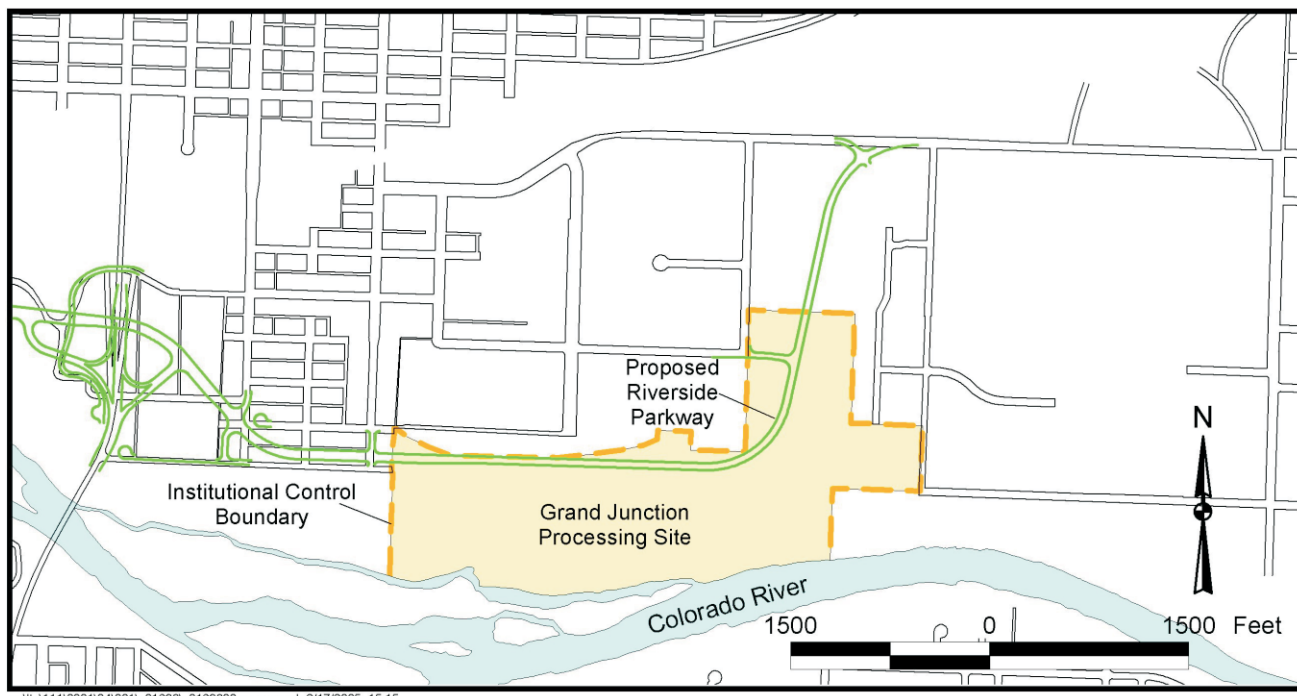 Proposed
Riverside
Parkway
N
Institutional Control
Boundary
Grand Junction
Processing Site
Colorado River
1500 0 1500 Feet